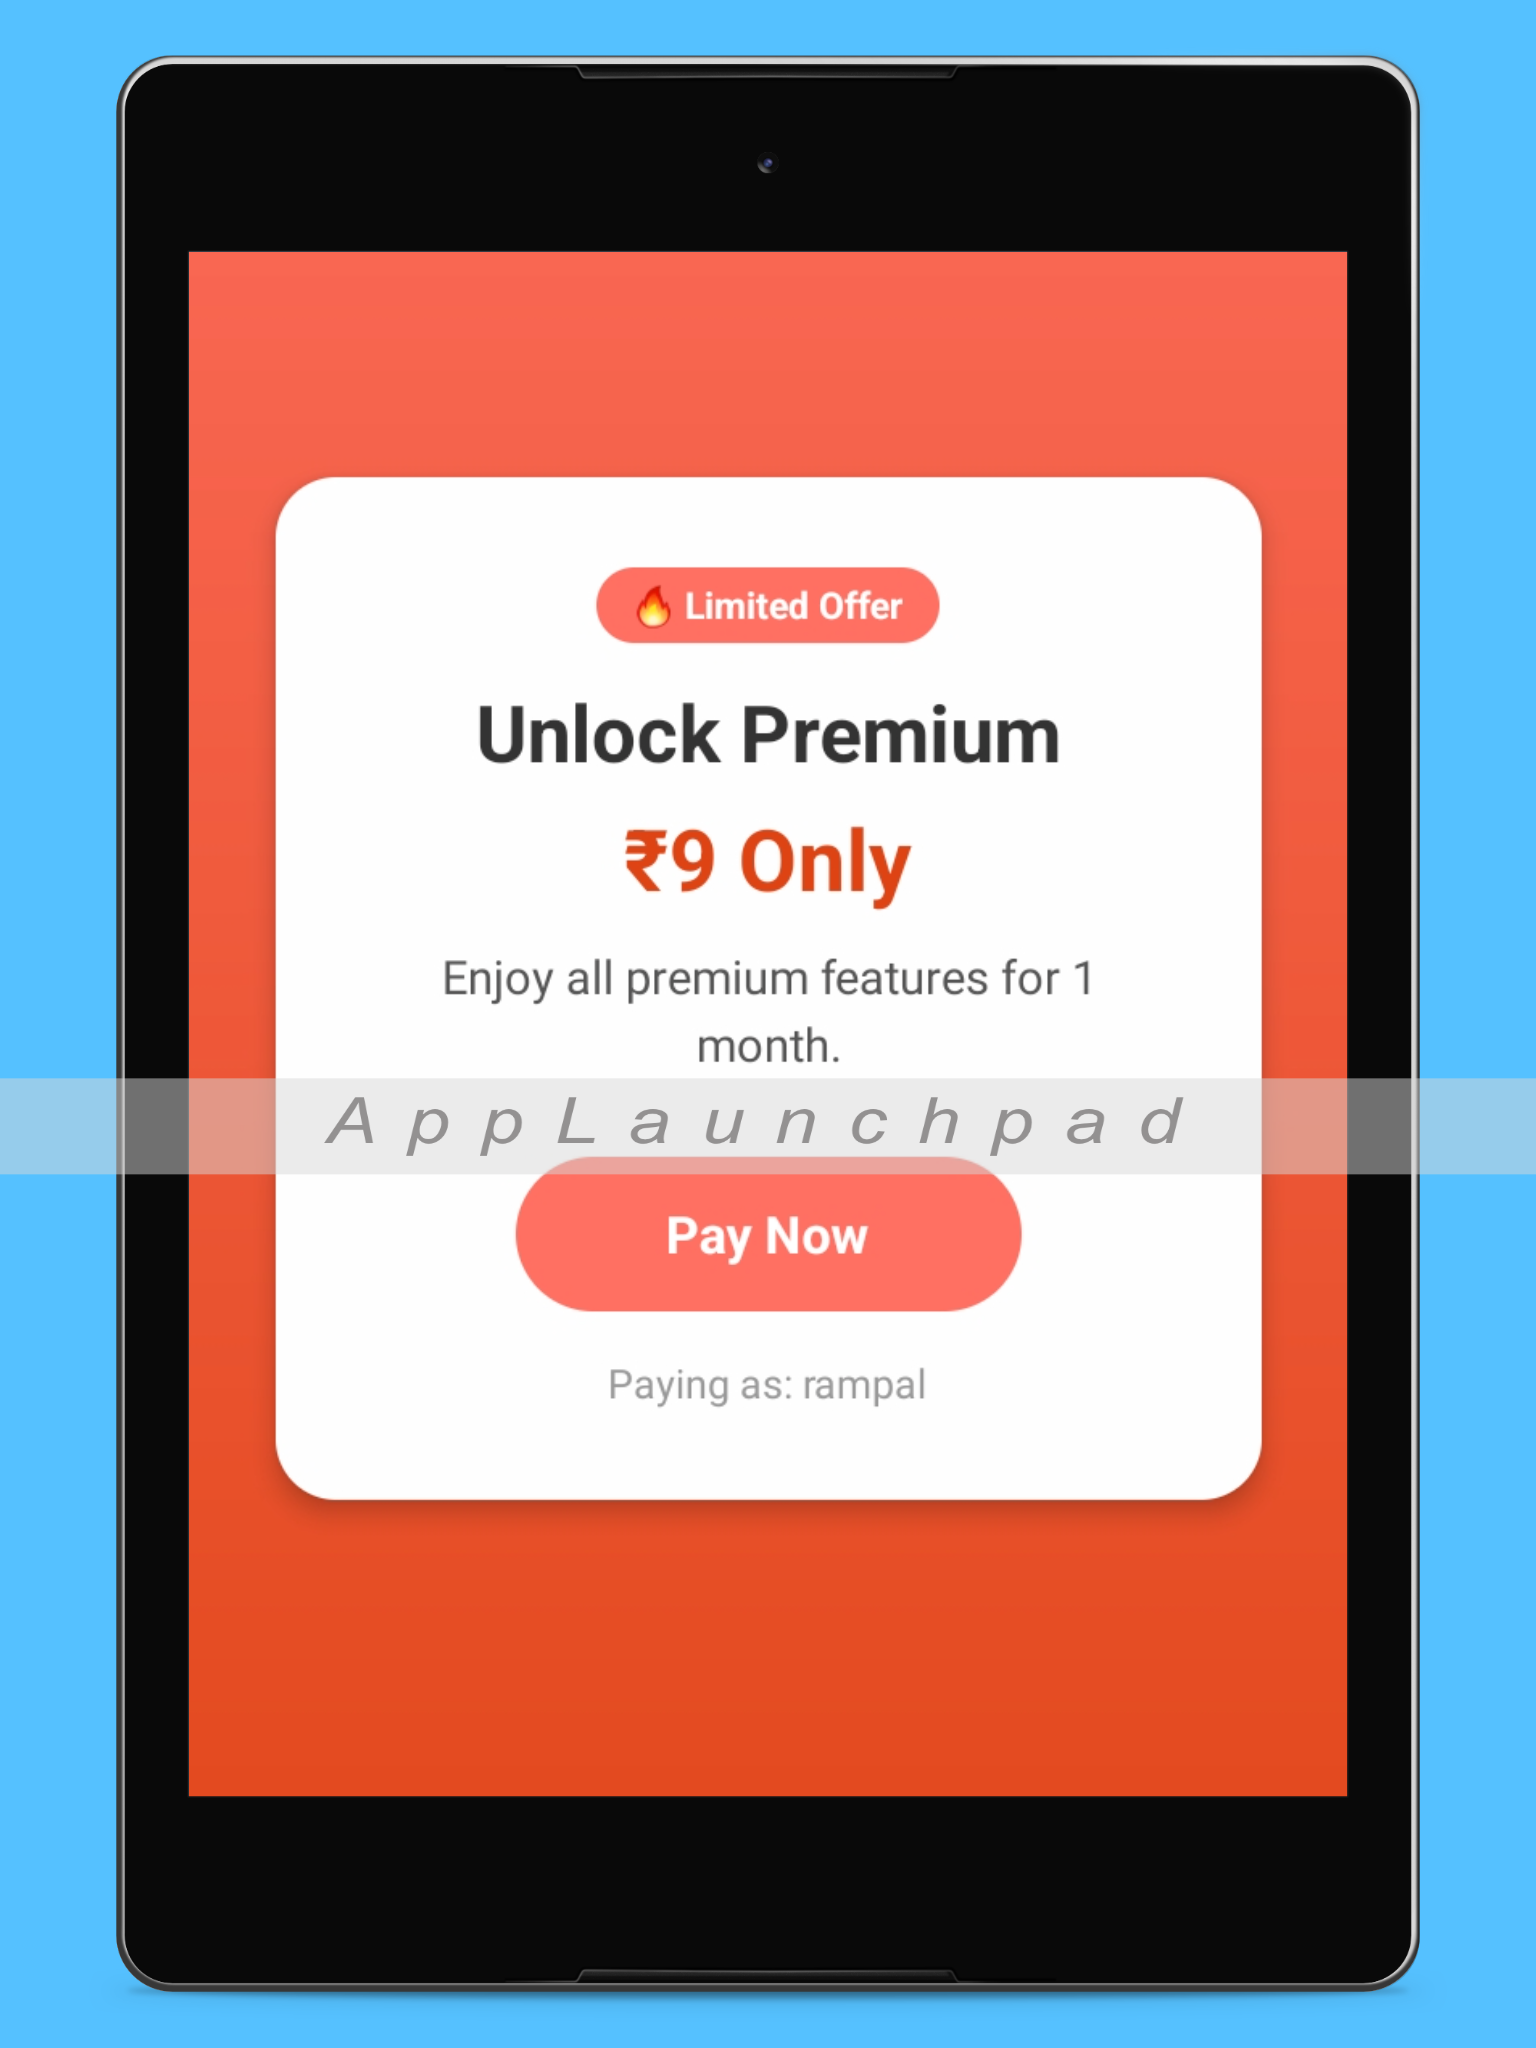 🔥 Limited Offer
Unlock Premium
₹9 Only
Enjoy all premium features for 1
month.
AppLaunchpad
Pay Now
Paying as: rampal